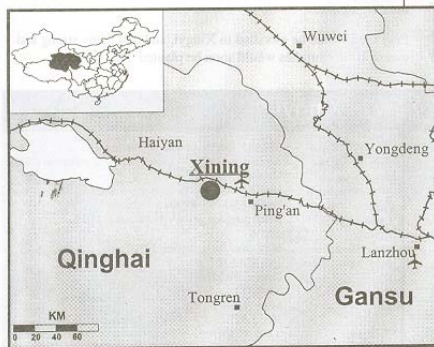 Wuwei
Haiyan
Yongdeng
Xining
Ping'an
Lanzhou
Qinghai
Gansu
Tongren
KM
0 20 40 60